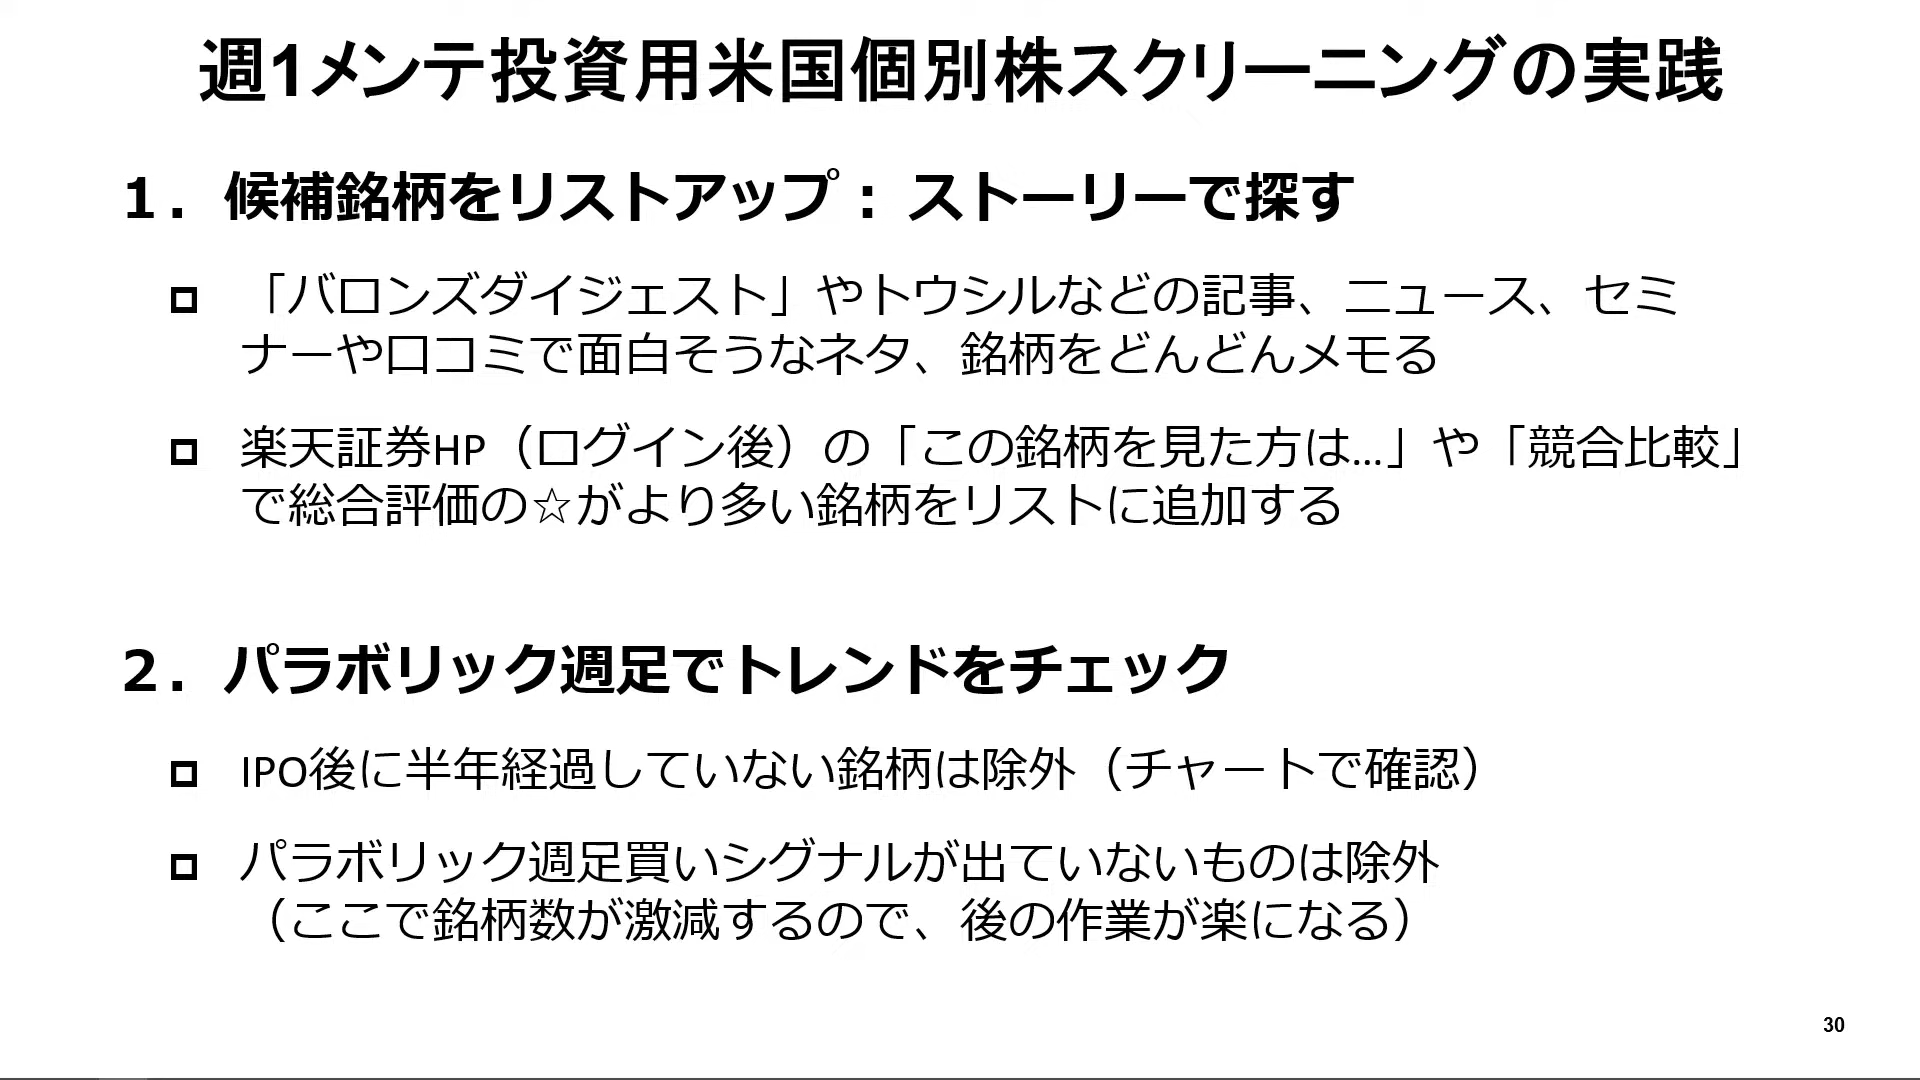 週1メンテ投資用米国個別株スクリーニングの実践
１．候補銘柄をリストアップ： ストーリーで探す
「バロンズダイジェスト」やトウシルなどの記事、ニュース、セミ
ナーや口コミで面白そうなネタ、銘柄をどんどんメモる
楽天証券HP（ログイン後）の「この銘柄を見た方は…」や「競合比較」
で総合評価の☆がより多い銘柄をリストに追加する
２．パラボリック週足でトレンドをチェック
IPO後に半年経過していない銘柄は除外（チャートで確認）
パラボリック週足買いシグナルが出ていないものは除外
（ここで銘柄数が激減するので、後の作業が楽になる）
30